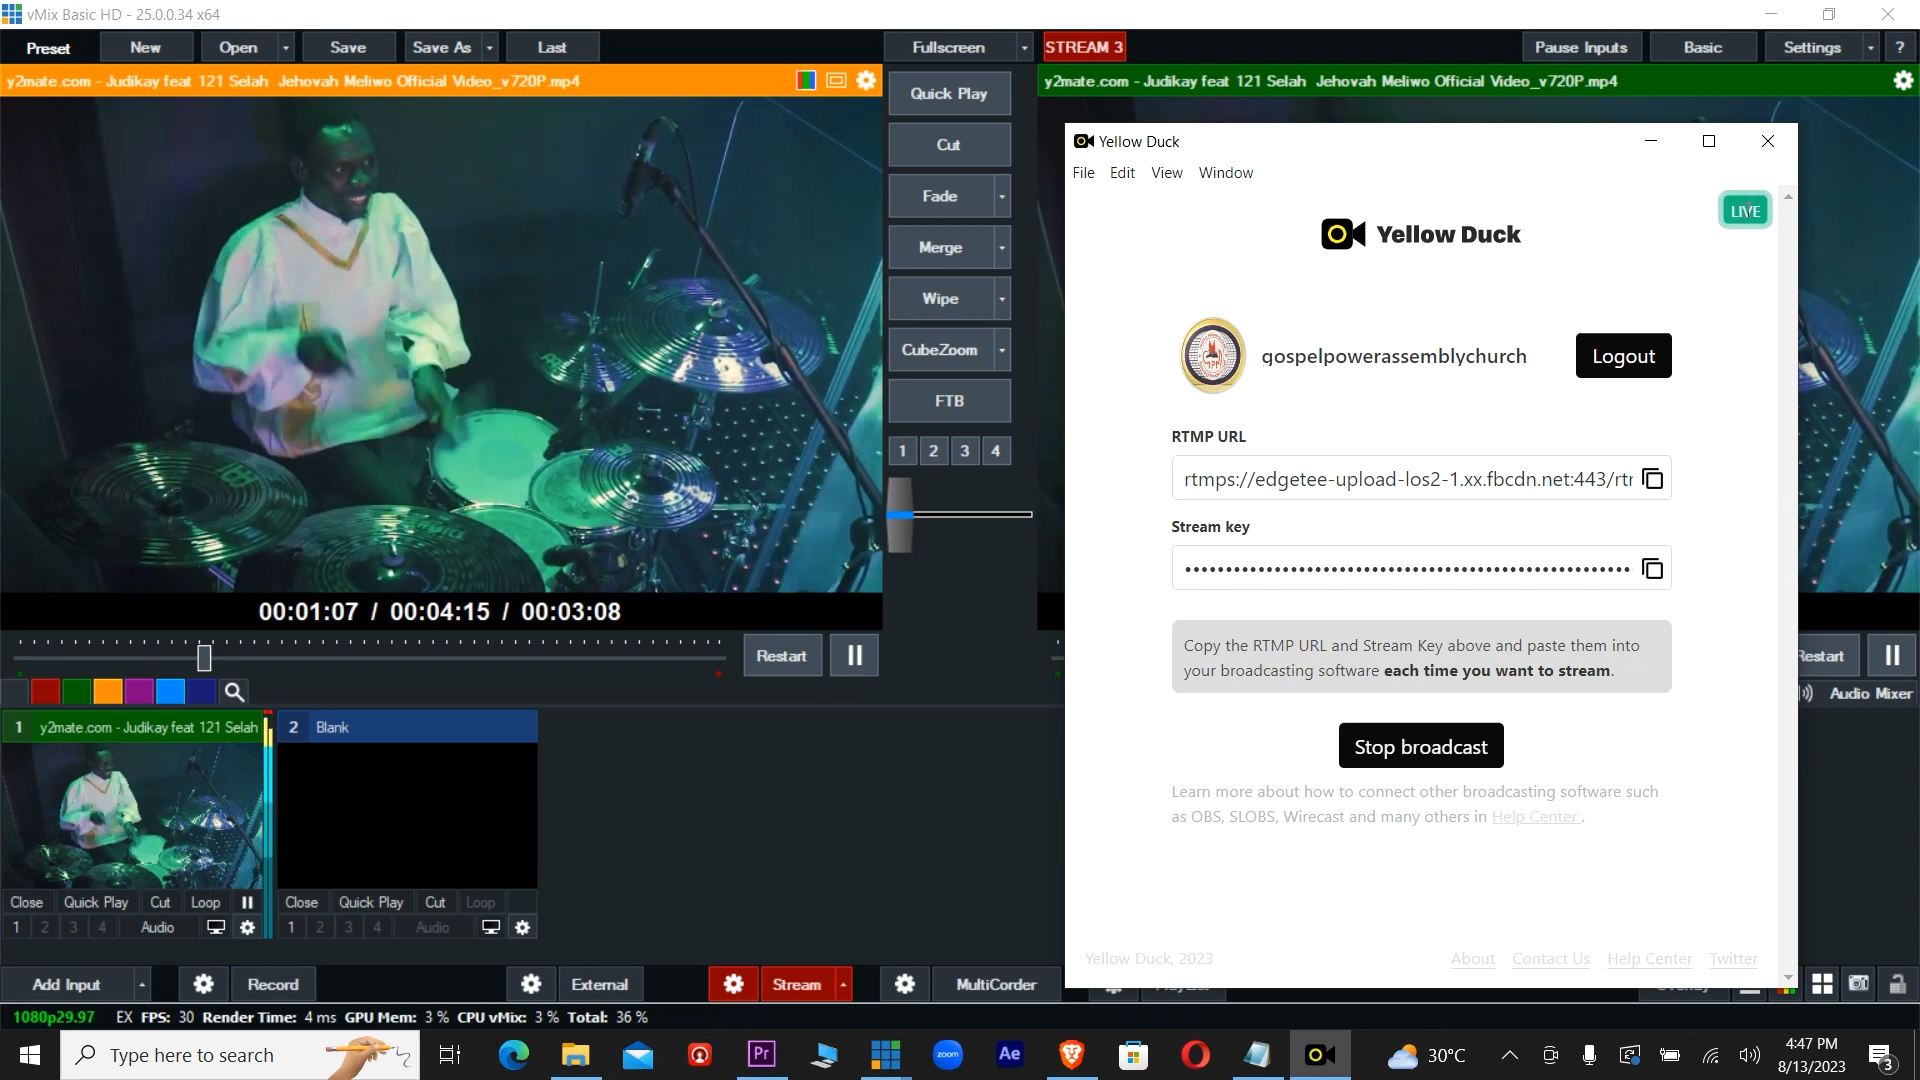 vMix Basic HD - 25.0.0.34 x64
Preset New Open Save Save As Last Fullscreen STREAM 3 Pause Inputs Basic Settings ?
y2mate.com - Judikay feat 121 Selah Jehovah Meliwo Official Video_v720P.mp4
y2mate.com - Judikay feat 121 Selah Jehovah Meliwo Official Video_v720P.mp4
Quick Play
Cut
Fade
Merge
Wipe
CubeZoom
FTB
1 2 3 4
Yellow Duck
File Edit View Window
LIVE
Yellow Duck
gospelpowerassemblychurch
Logout
RTMP URL
rtmps://edgetee-upload-los2-1.xx.fbcdn.net:443/rtr
Stream key
Copy the RTMP URL and Stream Key above and paste them into
your broadcasting software each time you want to stream.
Stop broadcast
Learn more about how to connect other broadcasting software such
as OBS, SLOBS, Wirecast and many others in Help Center .
Yellow Duck, 2023 About Contact Us Help Center Twitter
00:01:07 / 00:04:15 / 00:03:08
Restart
Restart
Audio Mixer
1 y2mate.com - Judikay feat 121 Selah
2 Blank
Close Quick Play Cut Loop
Close Quick Play Cut Loop
1 2 3 4 Audio
1 2 3 4 Audio
Add Input Record External Stream MultiCorder
1080p29.97 EX FPS: 30 Render Time: 4 ms GPU Mem: 3 % CPU vMix: 3 % Total: 36 %
Type here to search
Pr
zoom
Ae
30°C
4:47 PM
8/13/2023
3